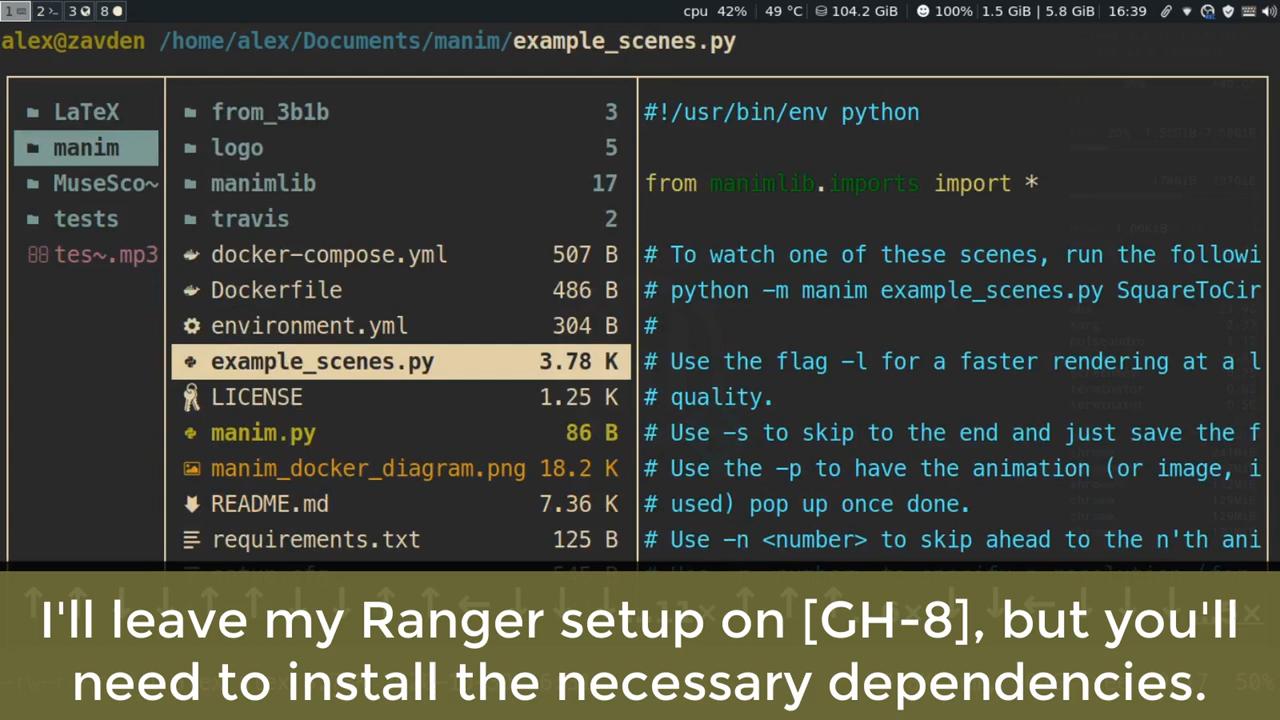 1 2 3 8 cpu 42% 49 °C 104.2 GiB 100% 1.5 GiB | 5.8 GiB 16:39
alex@zavden /home/alex/Documents/manim/example_scenes.py
LaTeX
manim
MuseSco~
tests
tes~.mp3
from_3b1b 3
logo 5
manimlib 17
travis 2
docker-compose.yml 507 B
Dockerfile 486 B
environment.yml 304 B
example_scenes.py 3.78 K
LICENSE 1.25 K
manim.py 86 B
manim_docker_diagram.png 18.2 K
README.md 7.36 K
requirements.txt 125 B
#!/usr/bin/env python
from manimlib.imports import *
# To watch one of these scenes, run the followi
# python -m manim example_scenes.py SquareToCir
#
# Use the flag -l for a faster rendering at a l
# quality.
# Use -s to skip to the end and just save the f
# Use the -p to have the animation (or image, i
# used) pop up once done.
# Use -n <number> to skip ahead to the n'th ani
I'll leave my Ranger setup on [GH-8], but you'll
need to install the necessary dependencies.